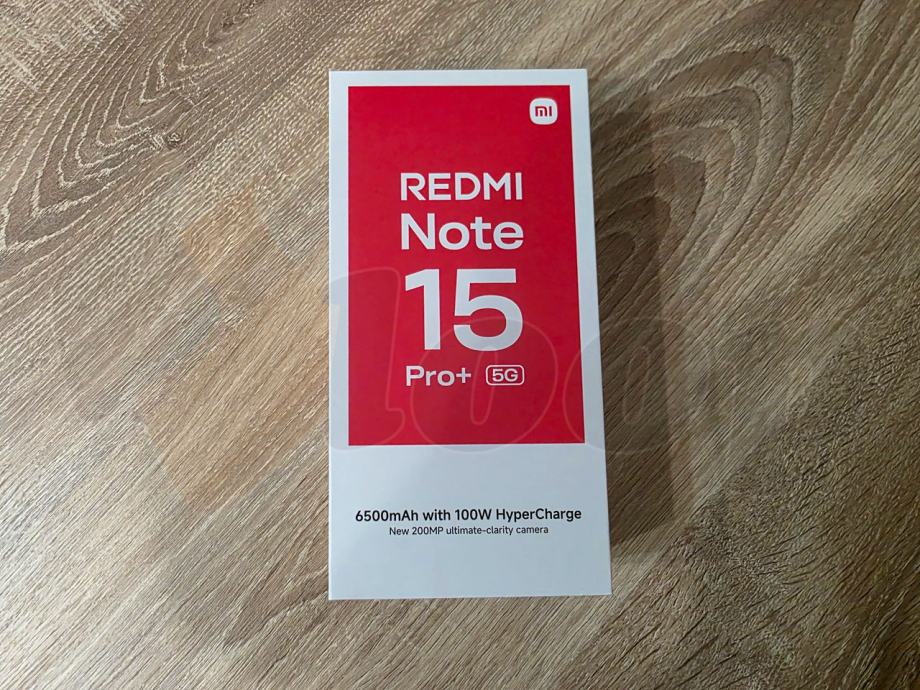 mi
REDMI
Note
15
Pro+ 5G
6500mAh with 100W HyperCharge
New 200MP ultimate-clarity camera